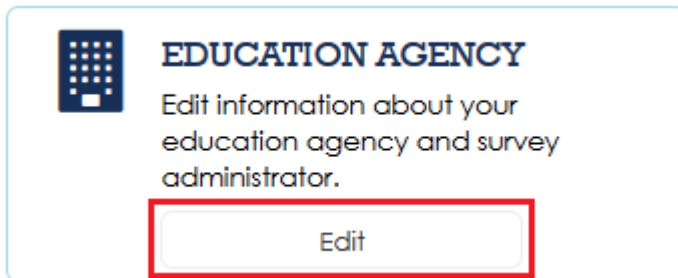 EDUCATION AGENCY
Edit information about your
education agency and survey
administrator.
Edit